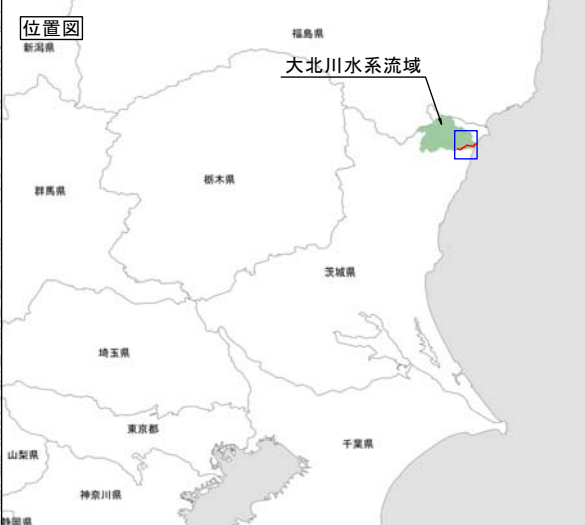 位置図
新潟県
福島県
大北川水系流域
群馬県
栃木県
茨城県
埼玉県
東京都
千葉県
山梨県
神奈川県
静岡県